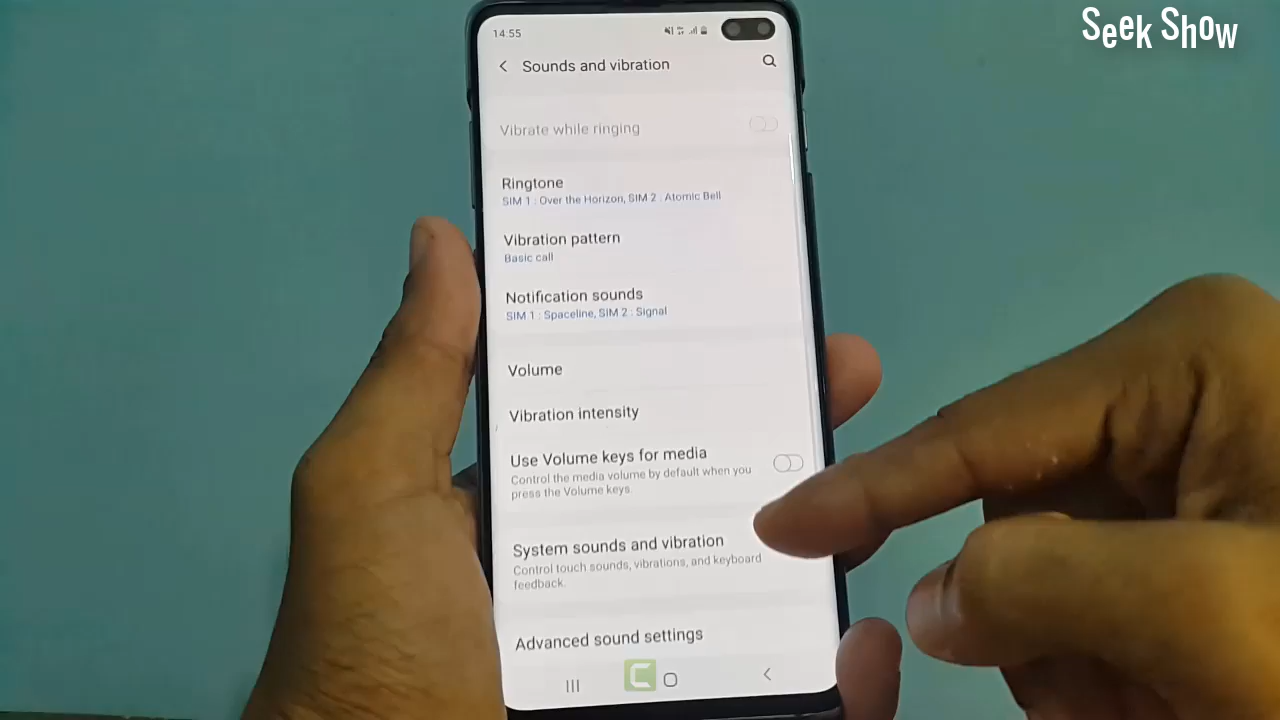 Seek Show
14:55
Sounds and vibration
Vibrate while ringing
Ringtone
SIM 1 : Over the Horizon, SIM 2 : Atomic Bell
Vibration pattern
Basic call
Notification sounds
SIM 1 : Spaceline, SIM 2 : Signal
Volume
Vibration intensity
Use Volume keys for media
Control the media volume by default when you
press the Volume keys.
System sounds and vibration
Control touch sounds, vibrations, and keyboard
feedback.
Advanced sound settings